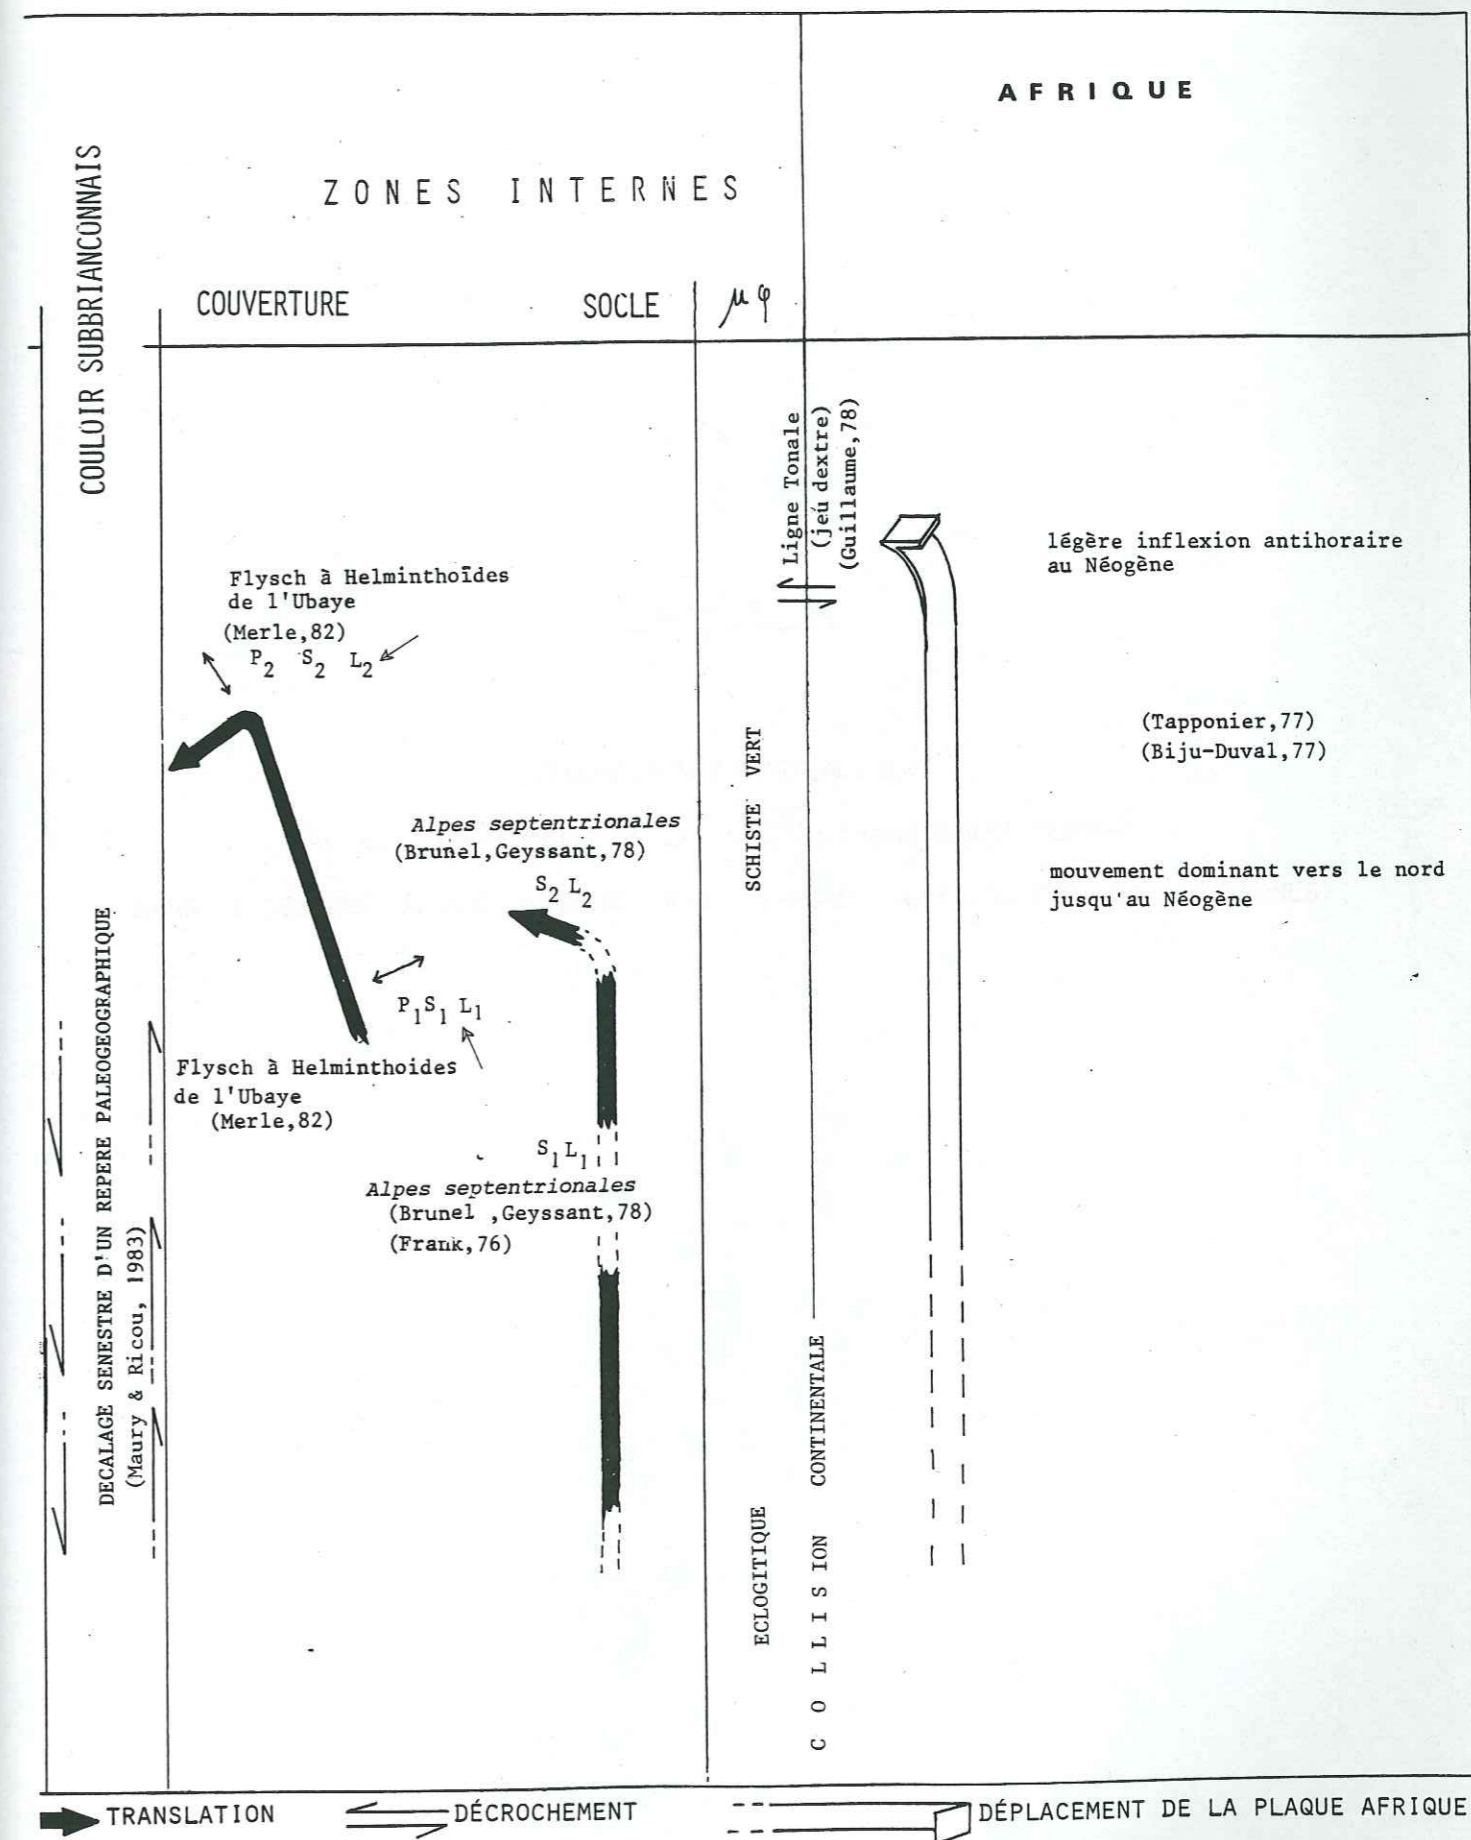 AFRIQUE
COULOIR SUBBRIANCONNAIS
ZONES INTERNES
COUVERTURE
SOCLE
μφ
Ligne Tonale
(jeu dextre)
(Guillaume,78)
légère inflexion antihoraire
au Néogène
Flysch à Helminthoïdes
de l'Ubaye
(Merle,82)
P2 S2 L2
(Tapponier,77)
(Biju-Duval,77)
SCHISTE VERT
Alpes septentrionales
(Brunel,Geyssant,78)
S2 L2
mouvement dominant vers le nord
jusqu'au Néogène
DECALAGE SENESTRE D'UN REPERE PALEOGEOGRAPHIQUE
(Maury & Ricou, 1983)
P1S1 L1
Flysch à Helminthoides
de l'Ubaye
(Merle,82)
S1L1
Alpes septentrionales
(Brunel ,Geyssant,78)
(Frank,76)
ECLOGITIQUE
COLLISION CONTINENTALE
TRANSLATION
DÉCROCHEMENT
DÉPLACEMENT DE LA PLAQUE AFRIQUE